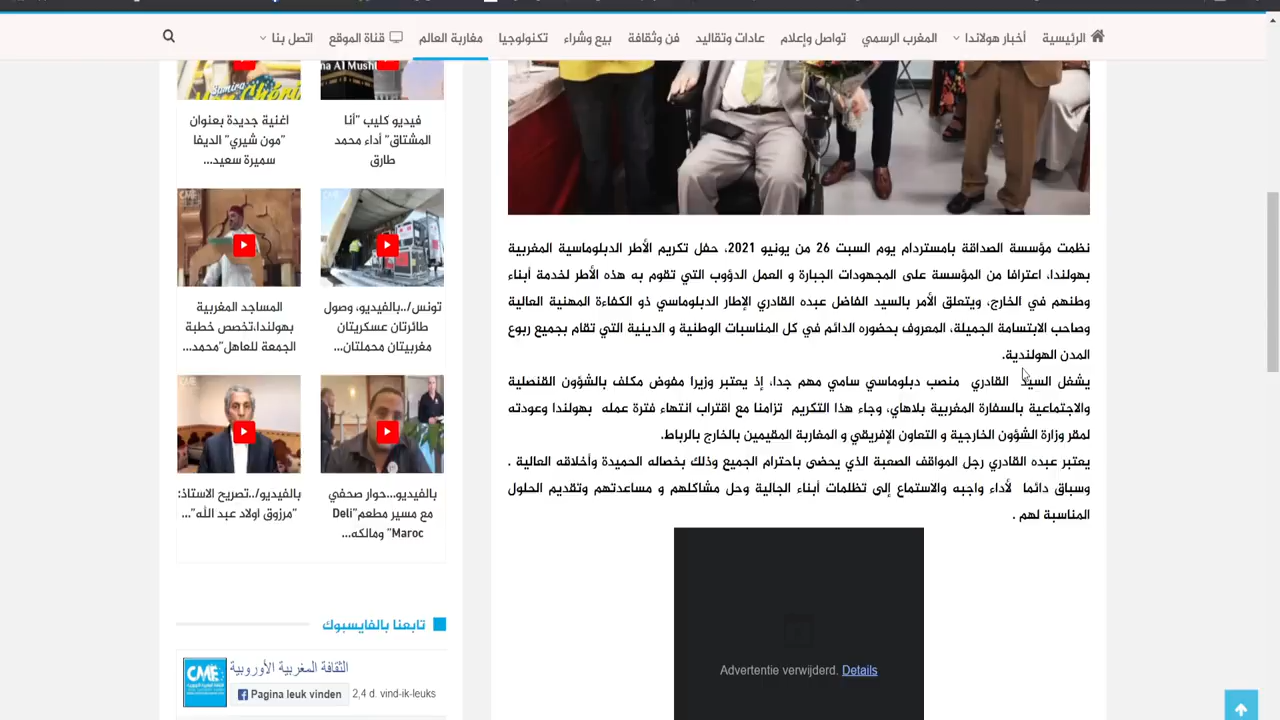 الرئيسية
أخبار هولاندا
المغرب الرسمي
تواصل وإعلام
عادات وتقاليد
فن وثقافة
بيع وشراء
تكنولوجيا
مغاربة العالم
قناة الموقع
اتصل بنا
نظمت مؤسسة الصداقة بامستردام يوم السبت 26 من يونيو 2021، حفل تكريم الأطر الدبلوماسية المغربية
بهولندا، اعترافا من المؤسسة على المجهودات الجبارة و العمل الدؤوب التي تقوم به هذه الأطر لخدمة أبناء
وطنهم في الخارج، ويتعلق الأمر بالسيد الفاضل عبده القادري الإطار الدبلوماسي ذو الكفاءة المهنية العالية
وصاحب الابتسامة الجميلة، المعروف بحضوره الدائم في كل المناسبات الوطنية و الدينية التي تقام بجميع ربوع
المدن الهولندية.
يشغل السيد القادري منصب دبلوماسي سامي مهم جدا، إذ يعتبر وزيرا مفوض مكلف بالشؤون القنصلية
والاجتماعية بالسفارة المغربية بلاهاي، وجاء هذا التكريم تزامنا مع اقتراب انتهاء فترة عمله بهولندا وعودته
لمقر وزارة الشؤون الخارجية و التعاون الإفريقي و المغاربة المقيمين بالخارج بالرباط.
يعتبر عبده القادري رجل المواقف الصعبة الذي يحضى باحترام الجميع وذلك بخصاله الحميدة وأخلاقه العالية .
وسباق دائما لأداء واجبه والاستماع إلى تظلمات أبناء الجالية وحل مشاكلهم و مساعدتهم وتقديم الحلول
المناسبة لهم .
Advertentie verwijderd. Details
ha Al Musht
Samira
فيديو كليب “أنا
المشتاق” أداء محمد
طارق
اغنية جديدة بعنوان
“مون شيري” الديفا
سميرة سعيد...
CME
تونس/..بالفيديو، وصول
طائرتان عسكريتان
مغربيتان محملتان...
CME
المساجد المغربية
بهولندا،تخصص خطبة
الجمعة للعاهل“محمد...
بالفيديو...حوار صحفي
مع مسير مطعم“Deli
Maroc” ومالكه...
بالفيديو/..تصريح الاستاذ:
“مرزوق اولاد عبد الله”...
تابعنا بالفايسبوك
CME
الثقافة المغربية الأوروبية
Pagina leuk vinden
2,4 d. vind-ik-leuks